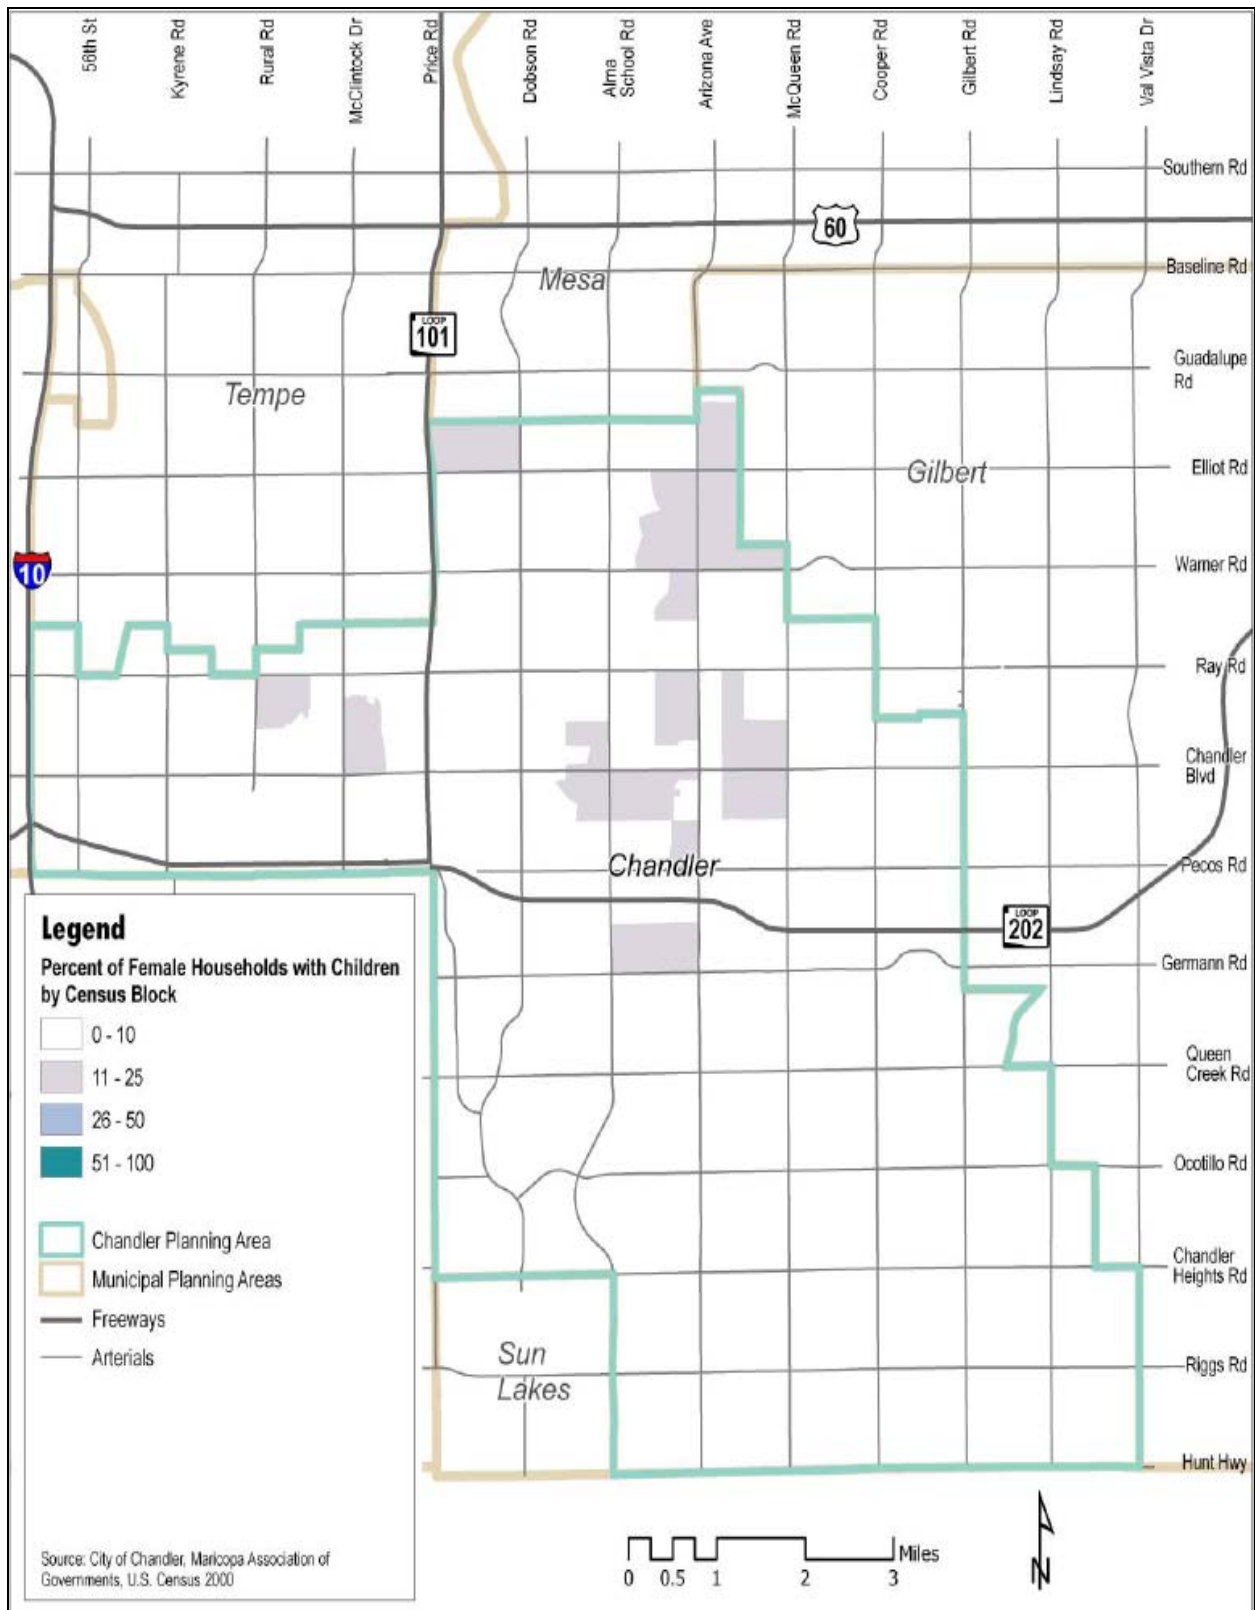 56th St
Kyrene Rd
Rural Rd
McClintock Dr
Price Rd
Dobson Rd
Alma
School Rd
Arizona Ave
McQueen Rd
Cooper Rd
Gilbert Rd
Lindsay Rd
Val Vista Dr
Southern Rd
60
Baseline Rd
Mesa
LOOP
101
Guadalupe
Rd
Tempe
Elliot Rd
Gilbert
Warner Rd
10
Ray Rd
Chandler
Blvd
Chandler
Pecos Rd
LOOP
202
Germann Rd
Queen
Creek Rd
Ocotillo Rd
Chandler
Heights Rd
Sun
Lakes
Riggs Rd
Hunt Hwy
Legend
Percent of Female Households with Children
by Census Block
0 - 10
11 - 25
26 - 50
51 - 100
Chandler Planning Area
Municipal Planning Areas
Freeways
Arterials
Source: City of Chandler, Maricopa Association of
Governments, U.S. Census 2000
Miles
0 0.5 1 2 3
N